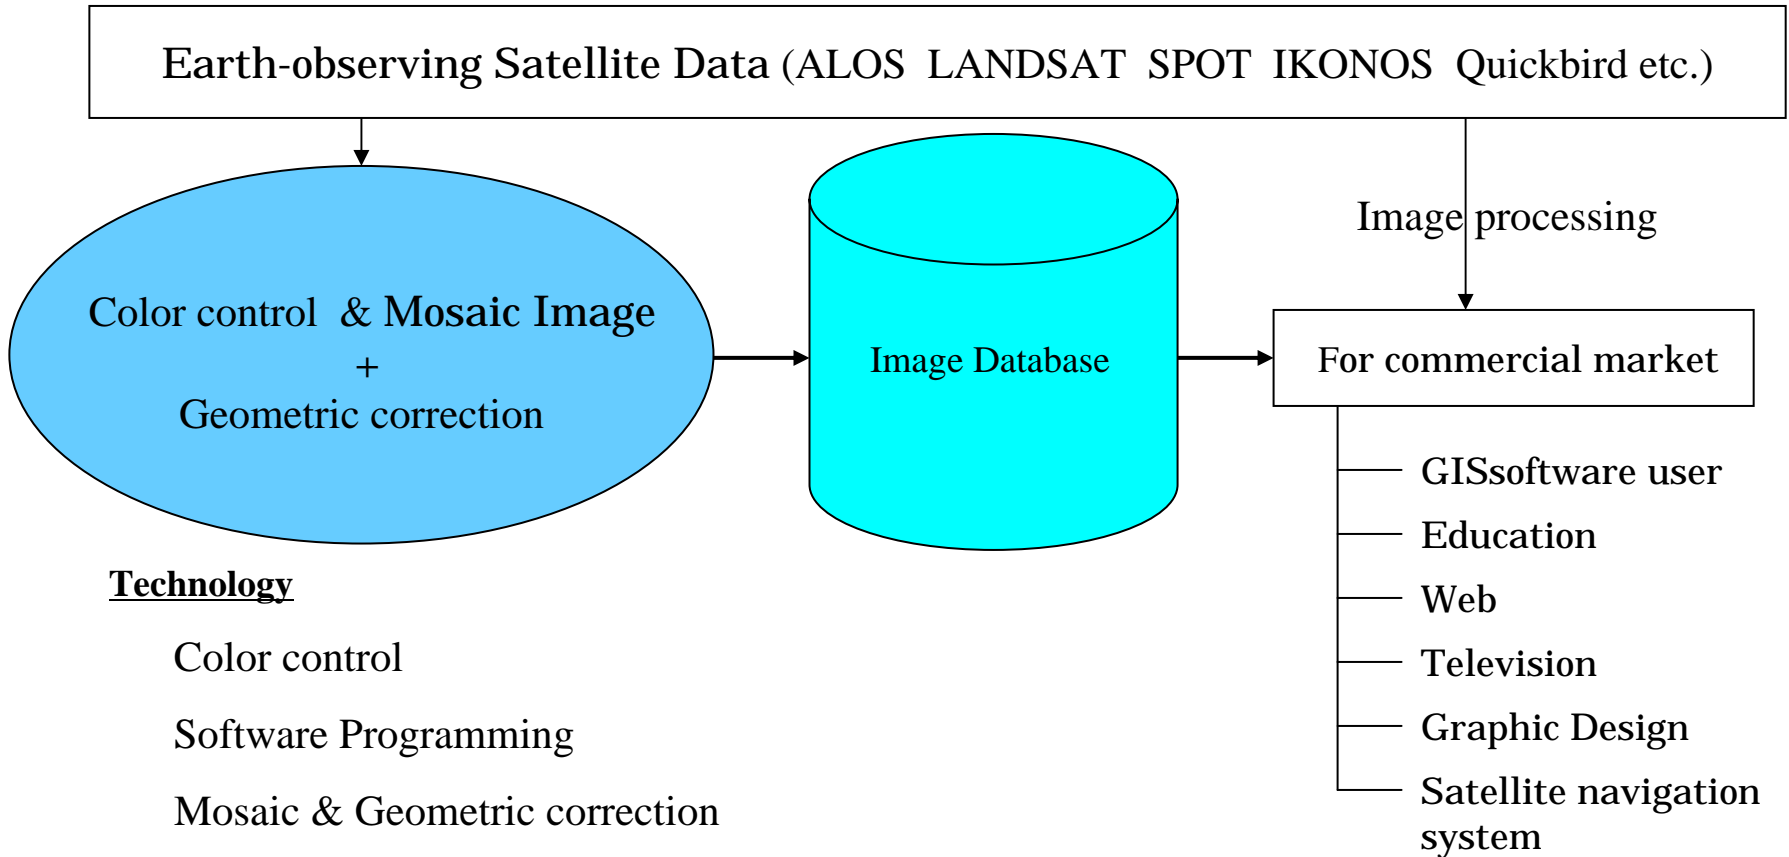 Earth-observing Satellite Data (ALOS LANDSAT SPOT IKONOS Quickbird etc.)
Image processing
Color control & Mosaic Image
+
Geometric correction
Image Database
For commercial market
GISsoftware user
Education
Web
Television
Graphic Design
Satellite navigation
system
Technology
Color control
Software Programming
Mosaic & Geometric correction